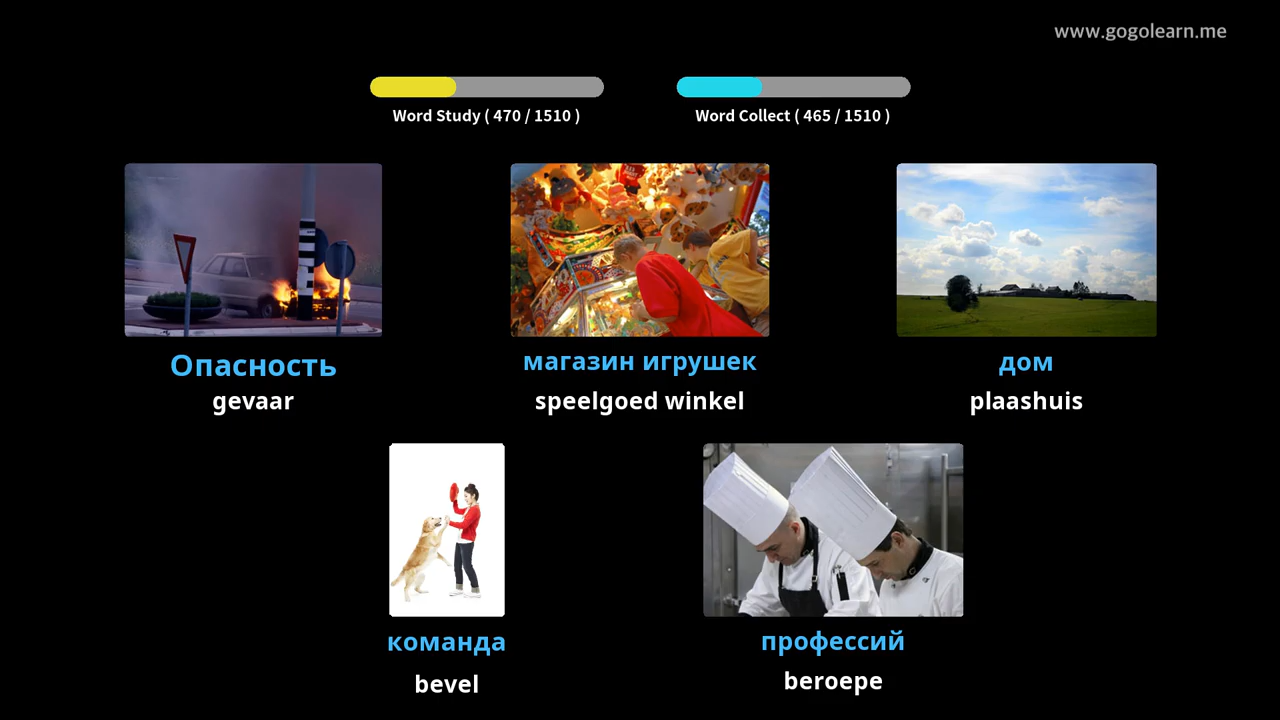 www.gogolearn.me
Word Study ( 470 / 1510 )
Word Collect ( 465 / 1510 )
Опасность
gevaar
магазин игрушек
speelgoed winkel
дом
plaashuis
команда
bevel
профессий
beroepe